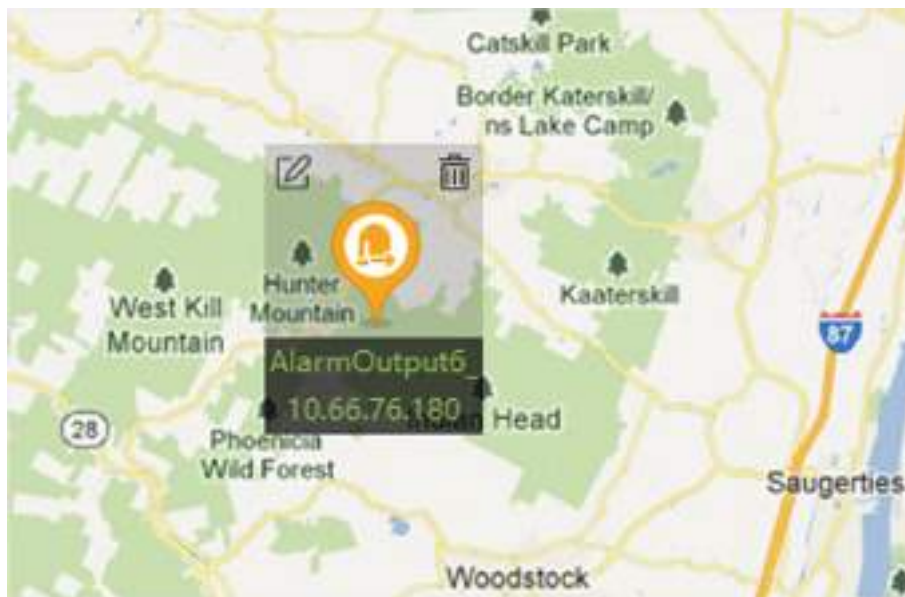 Catskill Park
Border Katerskill/
ns Lake Camp
Hunter
Mountain
West Kill
Mountain
Kaaterskill
87
AlarmOutput6_
10.66.76.180
Head
28
Phoenicia
Wild Forest
Saugerties
Woodstock